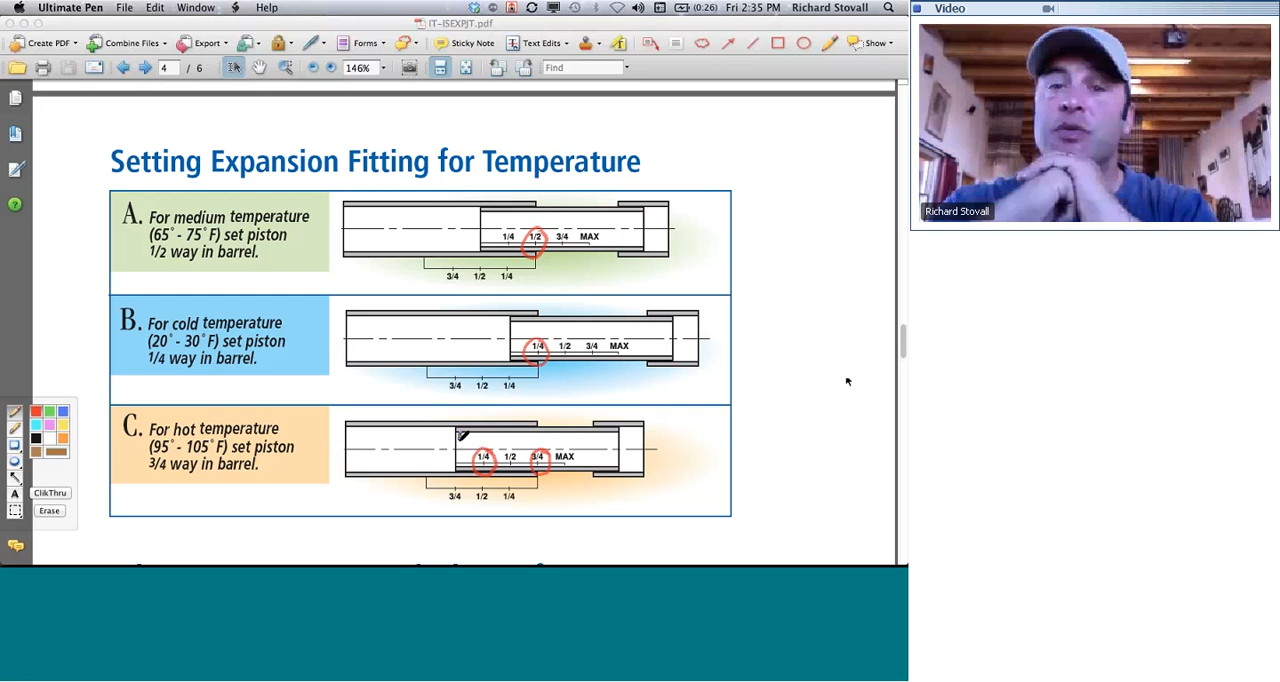 Ultimate Pen File Edit Window Help (0:26) Fri 2:35 PM Richard Stovall
IT-ISEXPJT.pdf
Create PDF Combine Files Export Forms Sticky Note Text Edits Show
4 / 6 146% Find
Setting Expansion Fitting for Temperature
A. For medium temperature
(65° - 75° F) set piston
1/2 way in barrel.
1/4 1/2 3/4 MAX
3/4 1/2 1/4
B. For cold temperature
(20° - 30° F) set piston
1/4 way in barrel.
1/4 1/2 3/4 MAX
3/4 1/2 1/4
C. For hot temperature
(95° - 105° F) set piston
3/4 way in barrel.
1/4 1/2 3/4 MAX
3/4 1/2 1/4
A
ClikThru
Erase
Video
Richard Stovall